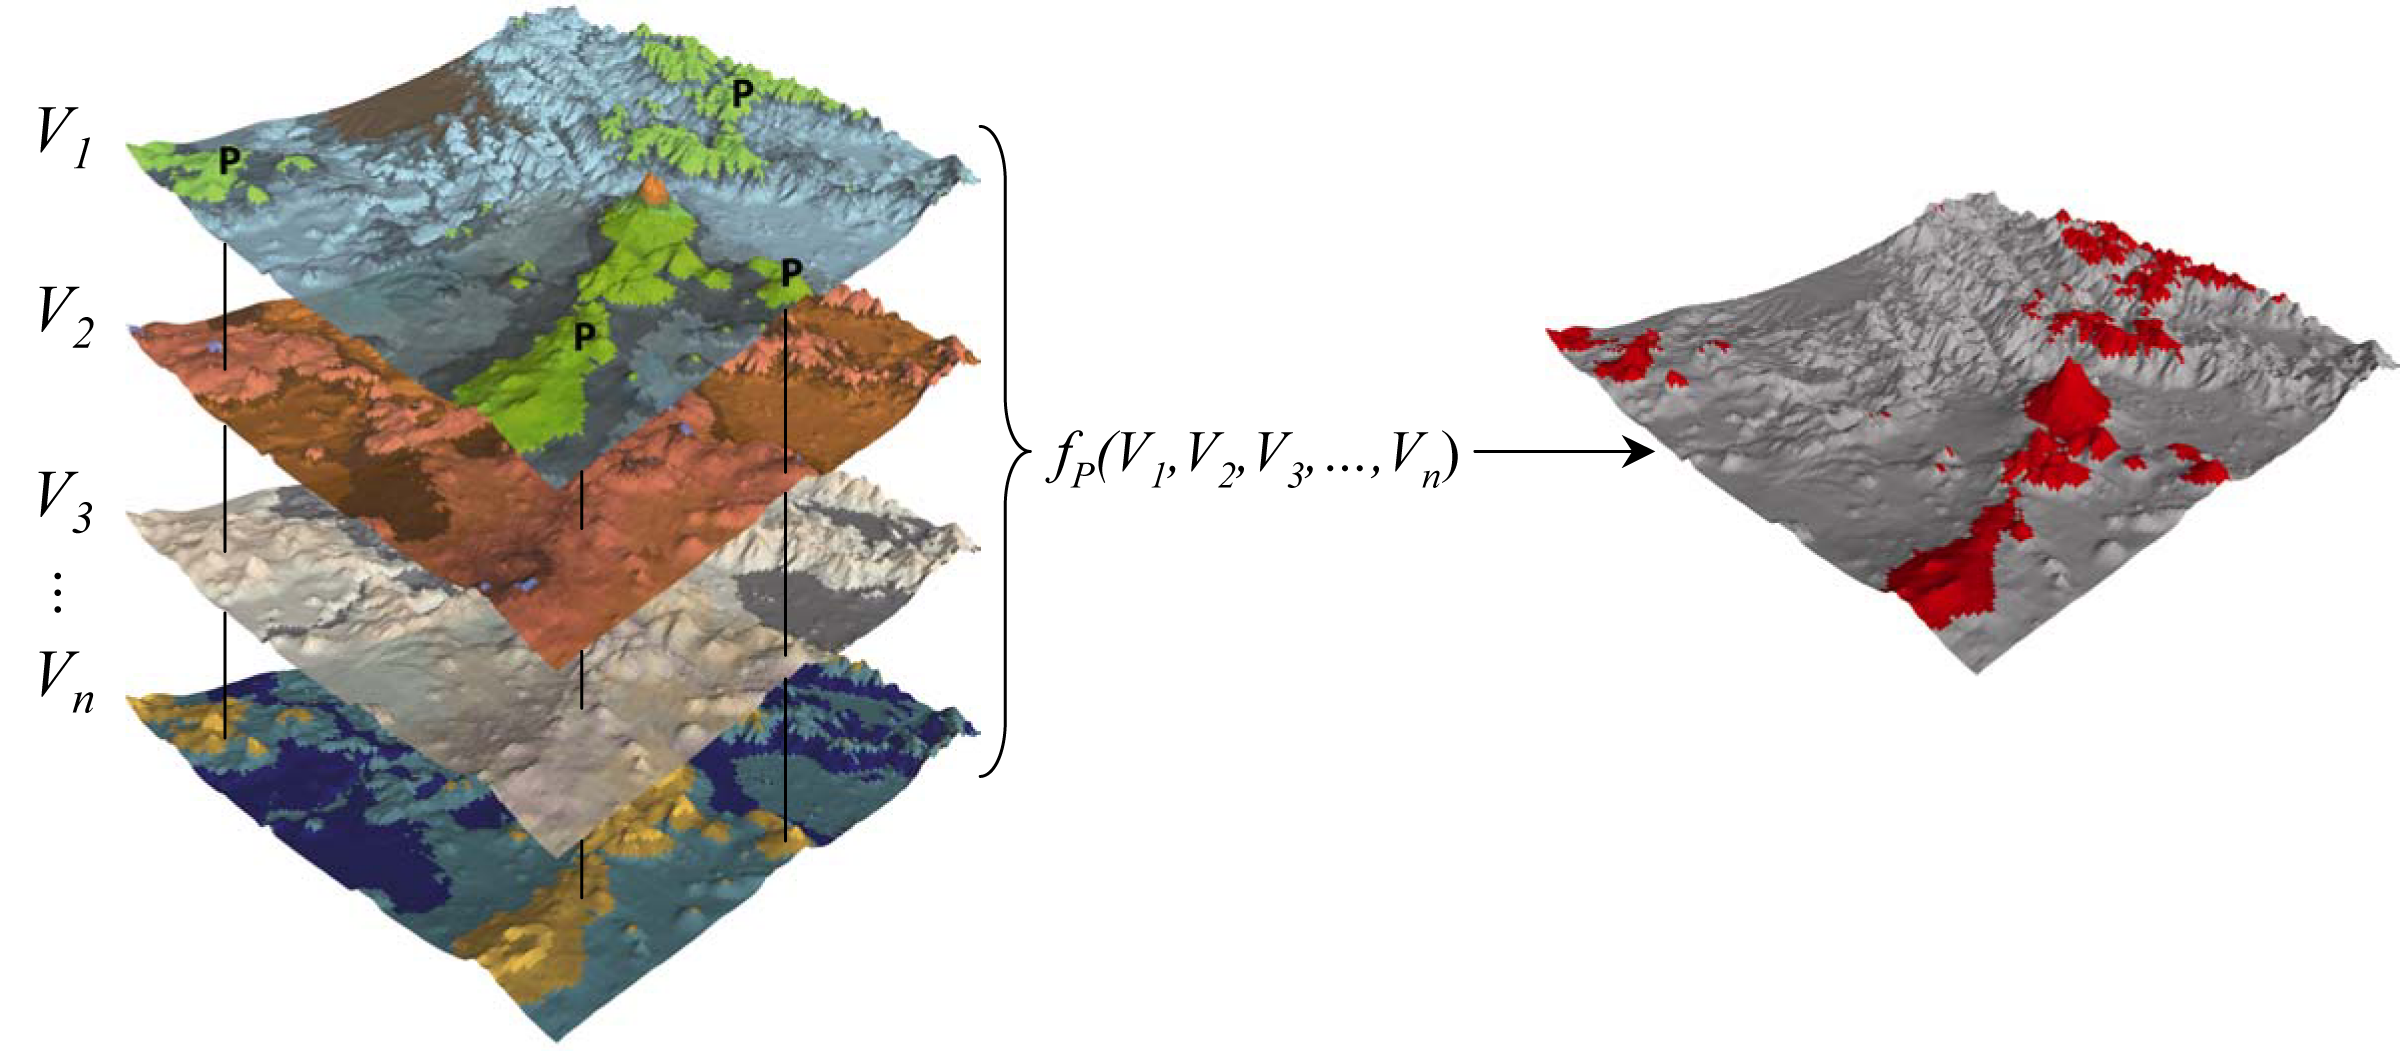 P
V1
P
P
V2
P
fP(V1,V2,V3,...,Vn)
V3
⋮
Vn